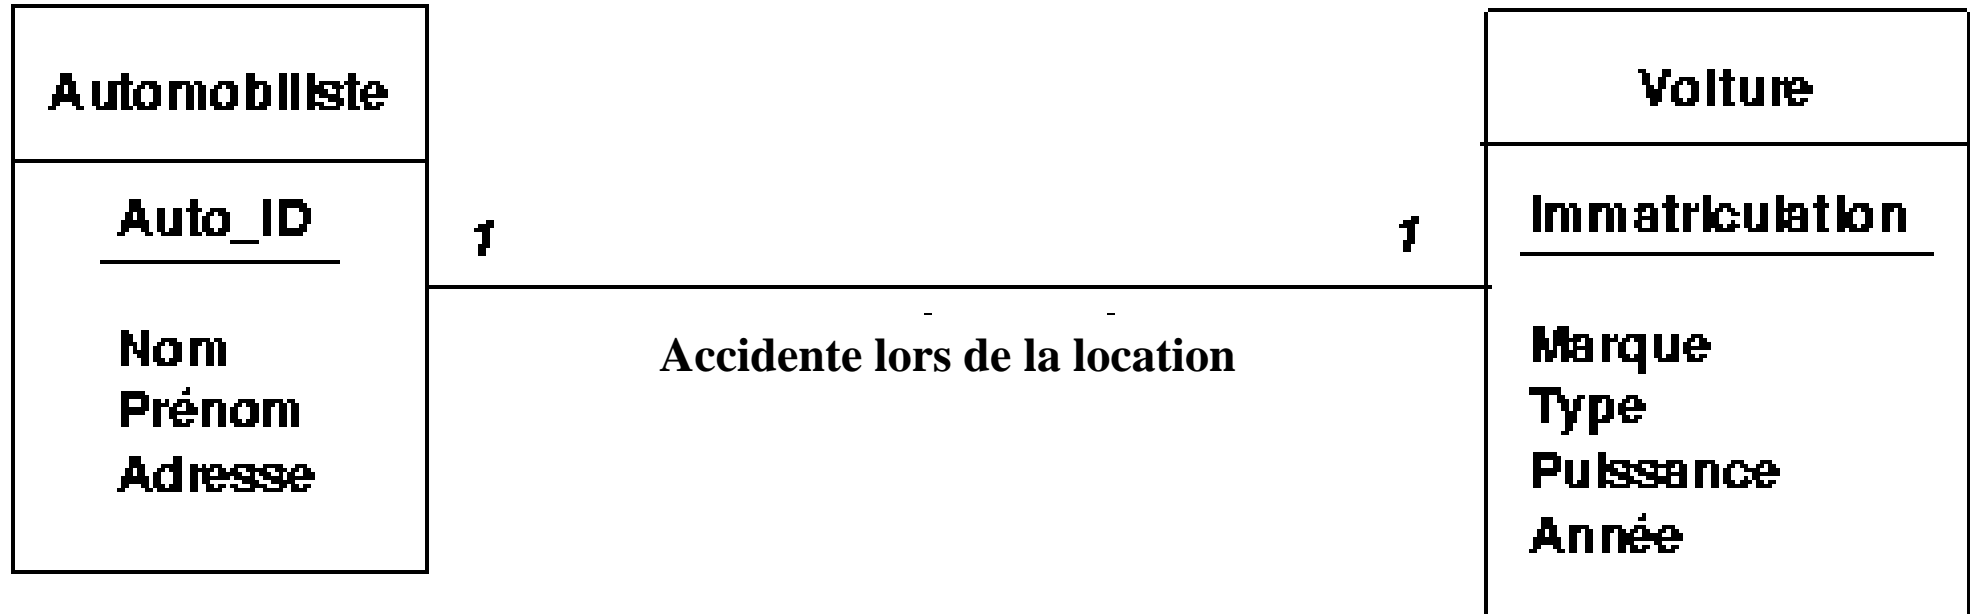 Automobiliste
Auto_ID
Nom
Prénom
Adresse
1
1
Accidente lors de la location
Voiture
Immatriculation
Marque
Type
Puissance
Année